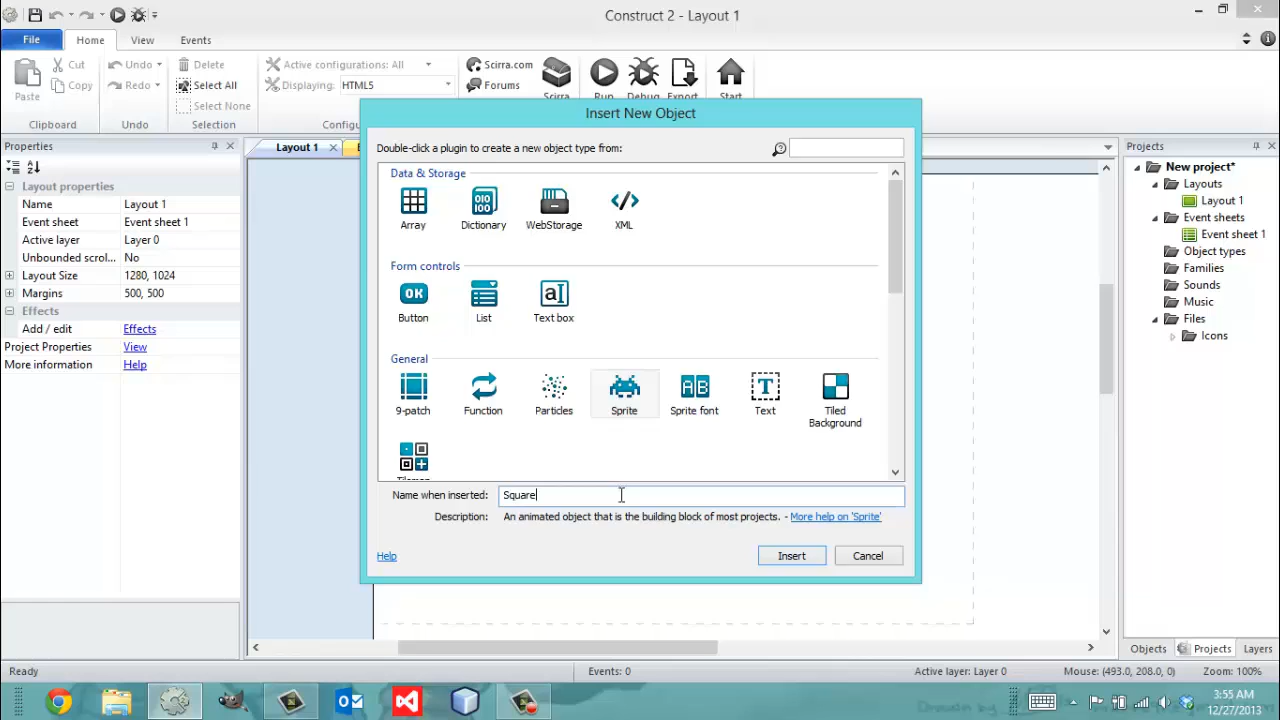 Construct 2 - Layout 1
File
Home
View
Events
Paste
Cut
Copy
Clipboard
Undo
Redo
Undo
Delete
Select All
Select None
Selection
Active configurations: All
Displaying:
HTML5
Configu
Scirra.com
Forums
Scirra
Run
Debug
Export
Start
Properties
Layout 1
Layout properties
Name
Layout 1
Event sheet
Event sheet 1
Active layer
Layer 0
Unbounded scrol...
No
Layout Size
1280, 1024
Margins
500, 500
Effects
Add / edit
Effects
Project Properties
View
More information
Help
Insert New Object
Double-click a plugin to create a new object type from:
Data & Storage
Array
Dictionary
WebStorage
XML
Form controls
Button
List
Text box
General
9-patch
Function
Particles
Sprite
Sprite font
Text
Tiled Background
Tilemap
Name when inserted:
Square
Description:
An animated object that is the building block of most projects. - More help on 'Sprite'
Help
Insert
Cancel
Projects
New project*
Layouts
Layout 1
Event sheets
Event sheet 1
Object types
Families
Sounds
Music
Files
Icons
Objects
Projects
Layers
Ready
Events: 0
Active layer: Layer 0
Mouse: (493.0, 208.0, 0)
Zoom: 100%
3:55 AM
12/27/2013